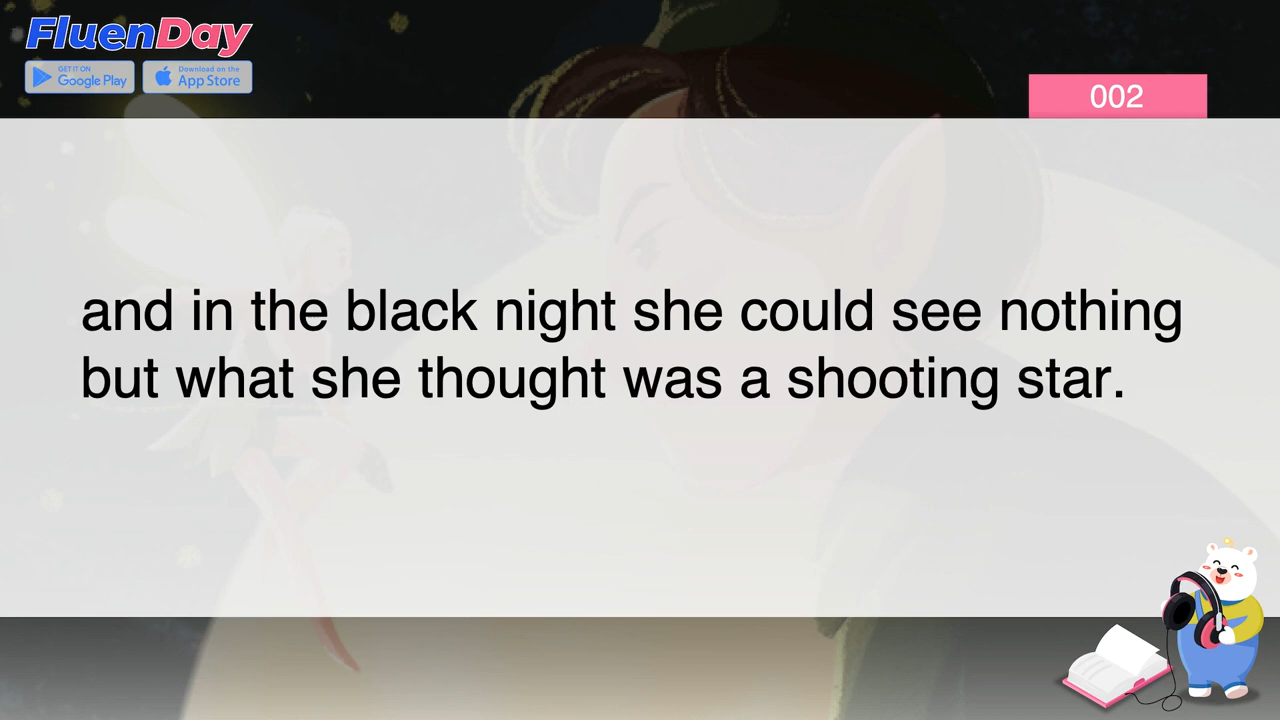 FluenDay
GET IT ON
Google Play
Download on the
App Store
002
and in the black night she could see nothing
but what she thought was a shooting star.